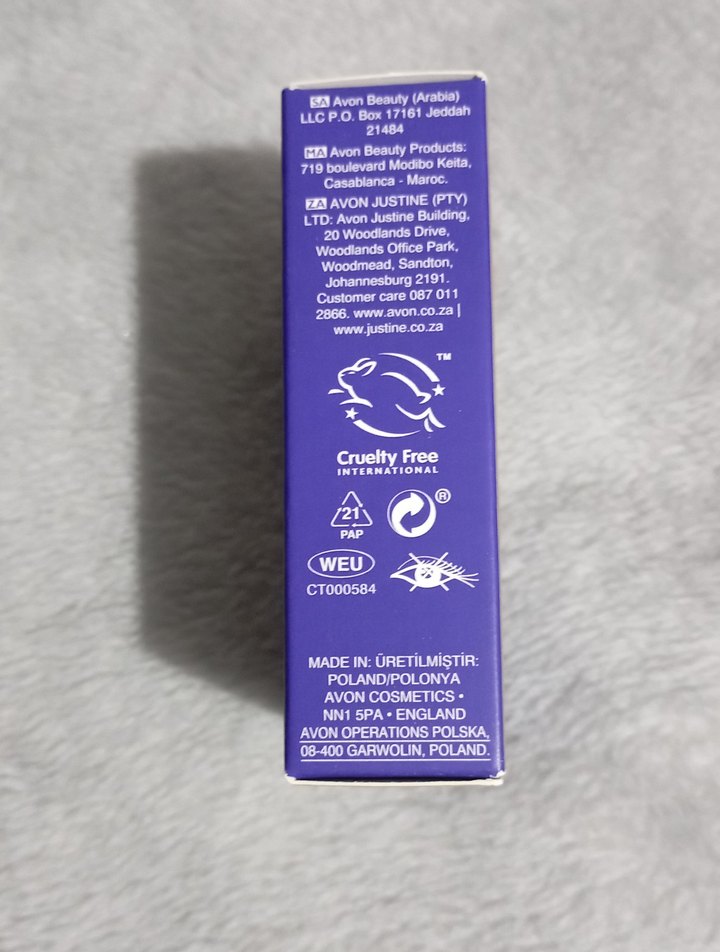 SA Avon Beauty (Arabia)
LLC P.O. Box 17161 Jeddah
21484
MA Avon Beauty Products:
719 boulevard Modibo Keita,
Casablanca - Maroc.
ZA AVON JUSTINE (PTY)
LTD: Avon Justine Building,
20 Woodlands Drive,
Woodlands Office Park,
Woodmead, Sandton,
Johannesburg 2191.
Customer care 087 011
2866. www.avon.co.za |
www.justine.co.za
TM
Cruelty Free
INTERNATIONAL
21
PAP
®
WEU
CT000584
MADE IN: ÜRETİLMİŞTİR:
POLAND/POLONYA
AVON COSMETICS •
NN1 5PA • ENGLAND
AVON OPERATIONS POLSKA,
08-400 GARWOLIN, POLAND.